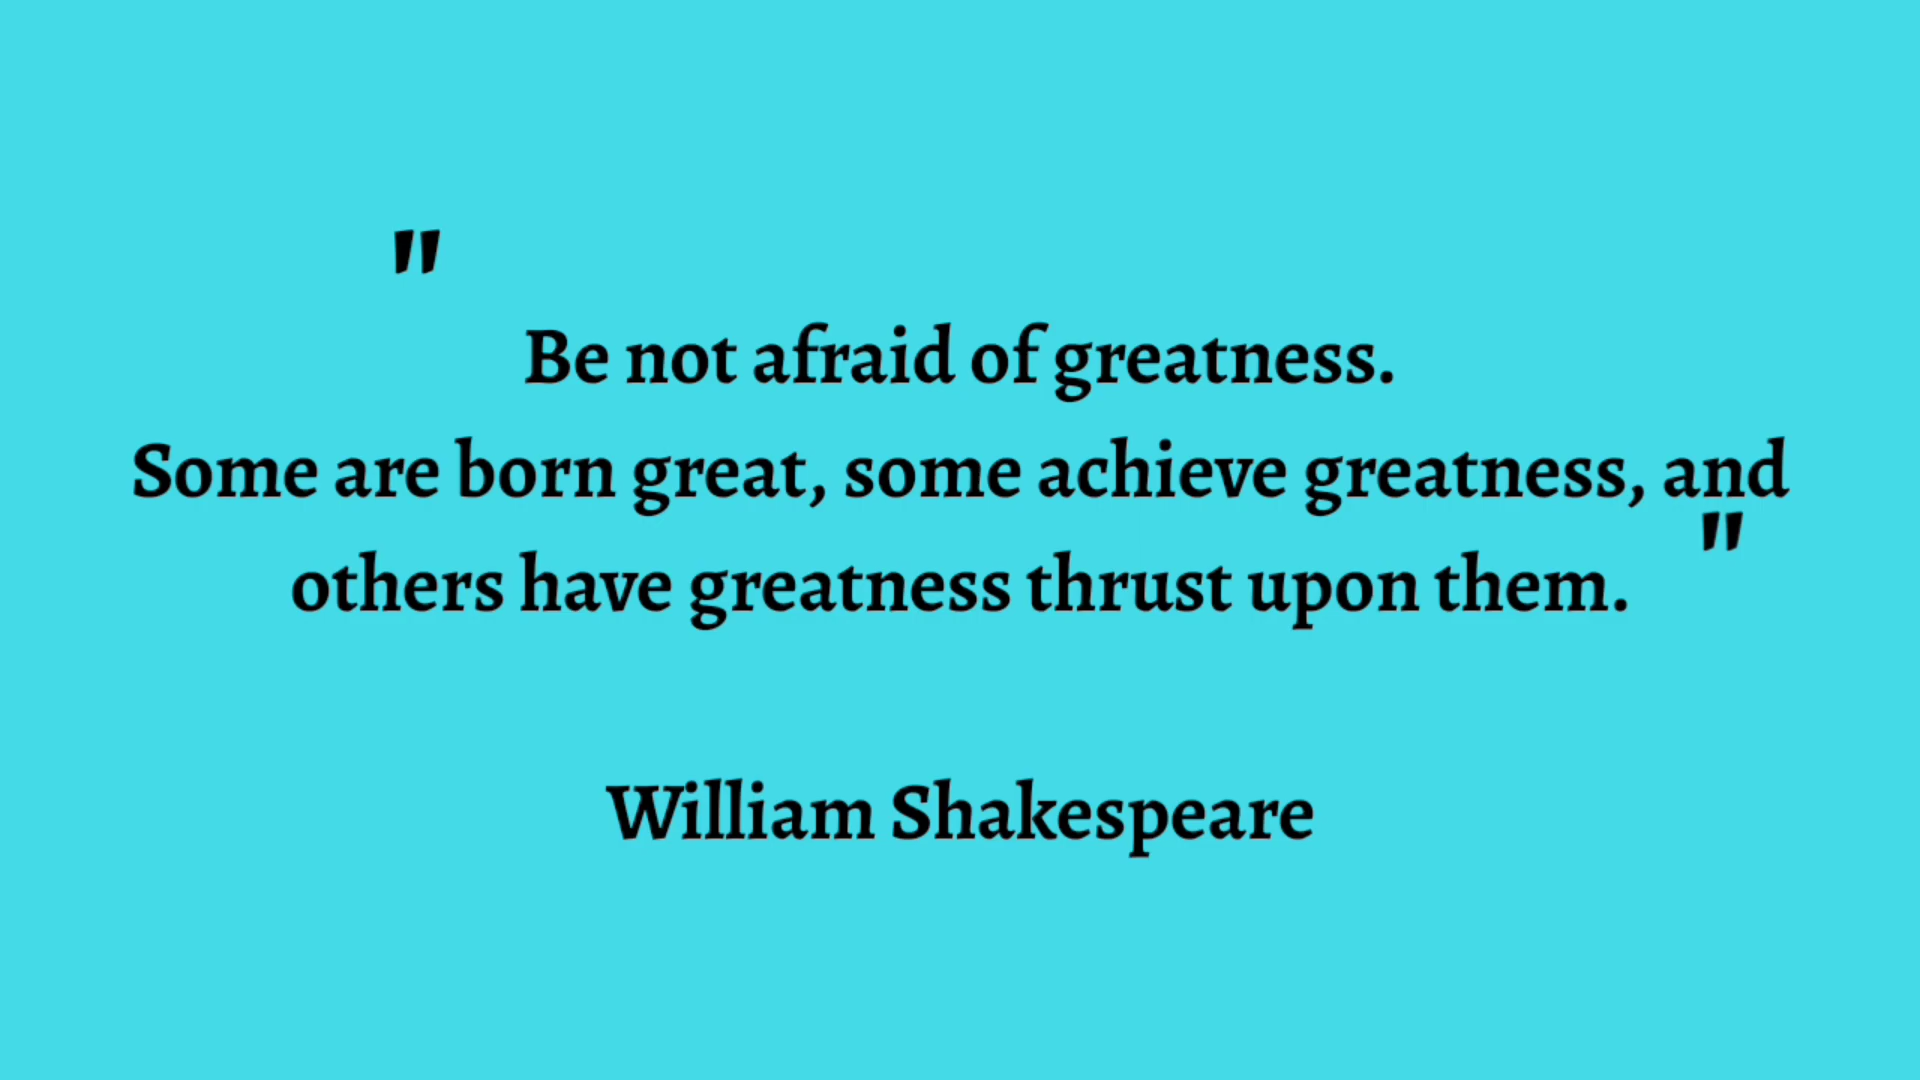 "
Be not afraid of greatness.
Some are born great, some achieve greatness, and
others have greatness thrust upon them. "
William Shakespeare